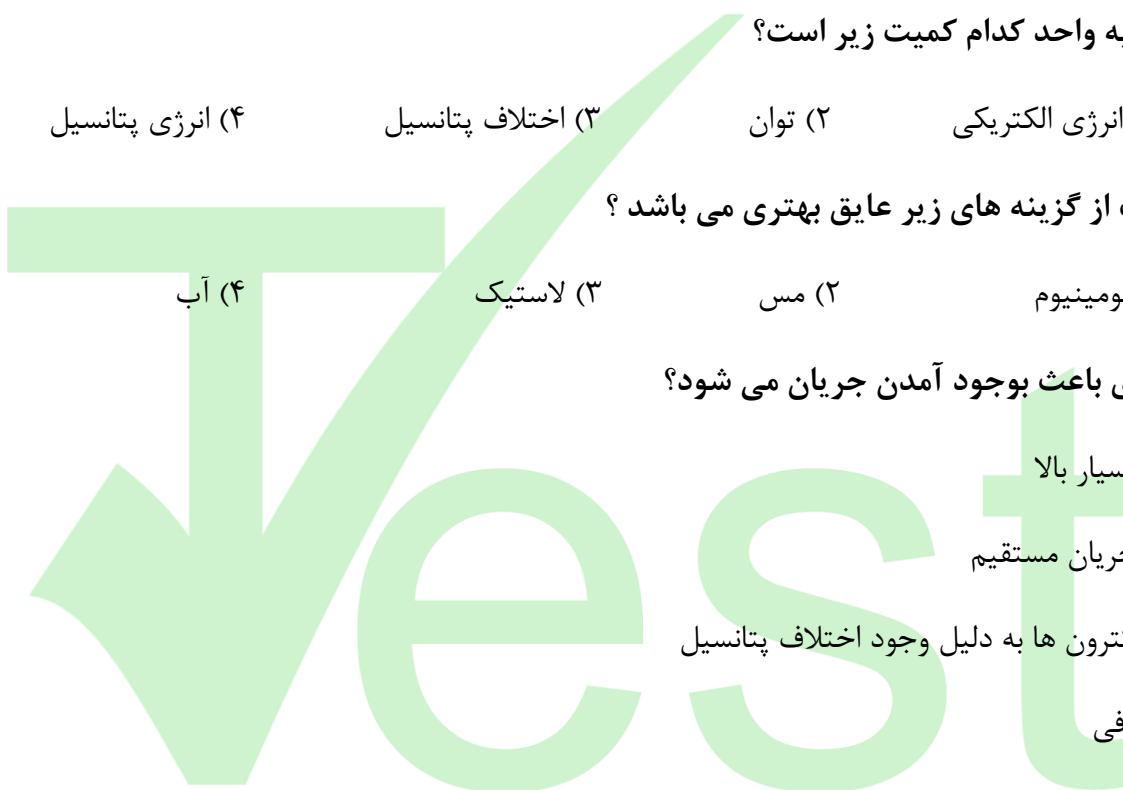 به واحد کدام کمیت زیر است؟
انرژی الکتریکی ۲) توان ۳) اختلاف پتانسیل ۴) انرژی پتانسیل
از گزینه های زیر عایق بهتری می باشد ؟
ومینیوم ۲) مس ۳) لاستیک ۴) آب
باعث بوجود آمدن جریان می شود؟
سیار بالا
جریان مستقیم
کترون ها به دلیل وجود اختلاف پتانسیل
فی
Test